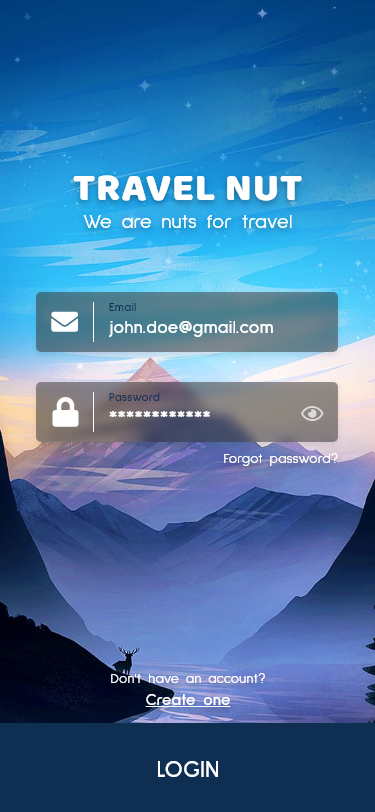 TRAVEL NUT
We are nuts for travel
Email
john.doe@gmail.com
Password
************
Forgot password?
Don't have an account?
Create one
LOGIN